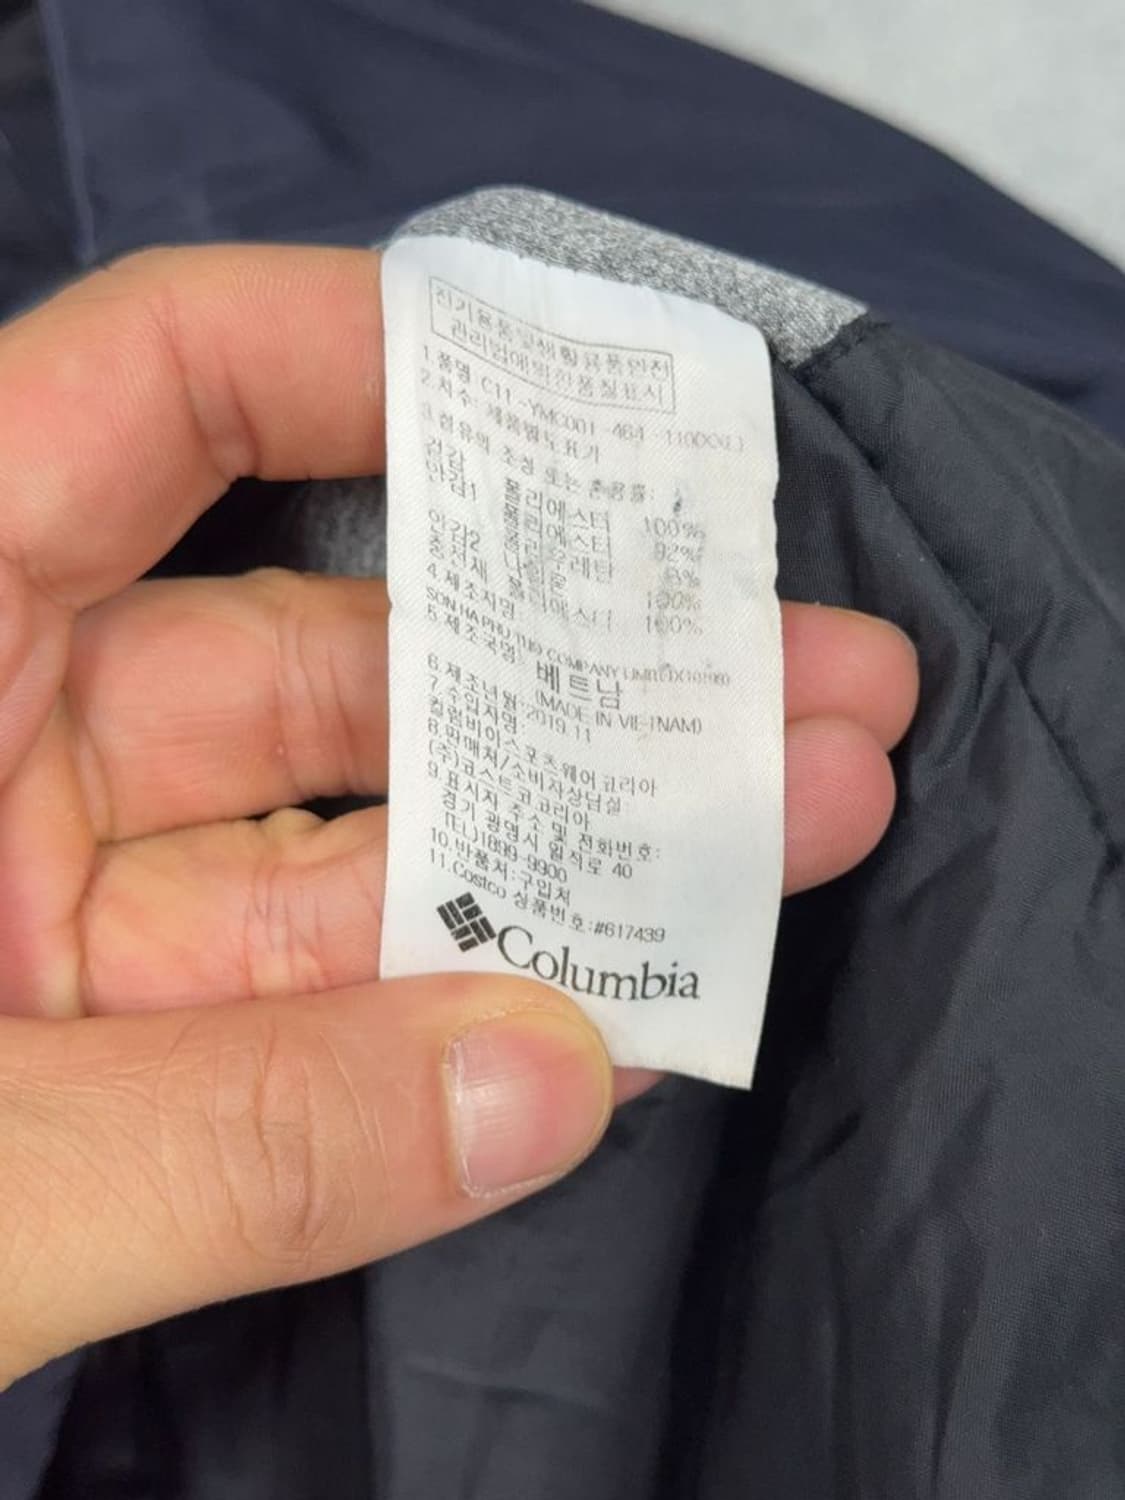 전기용품및생활용품안전
관리법에의한품질표시
1.품명: C11-YMC001 -464 -110(XXL)
2.치수: 제품별도표기
3.섬유의 조성 또는 혼용률:
겉감 폴리에스터 100%
안감1 폴리에스터 92%
폴리우레탄 8%
안감2 나일론 100%
충전재 폴리에스터 100%
4.제조자명:
SON HA PHU COMPANY LIMITED
5.제조국명: 베트남
(MADE IN VIETNAM)
6.제조년월:2019.11
7.수입자명:
컬럼비아스포츠웨어코리아
8.판매처/소비자상담실:
(주)코스트코코리아
9.표시자 주소 및 전화번호:
경기 광명시 일직로 40
TEL)1899-9900
10.반품처:구입처
11.Costco 상품번호:#617439
Columbia